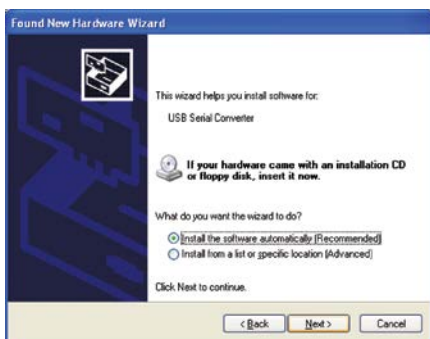 Found New Hardware Wizard
This wizard helps you install software for:
USB Serial Converter
If your hardware came with an installation CD
or floppy disk, insert it now.
What do you want the wizard to do?
Install the software automatically (Recommended)
Install from a list or specific location (Advanced)
Click Next to continue.
< Back Next > Cancel